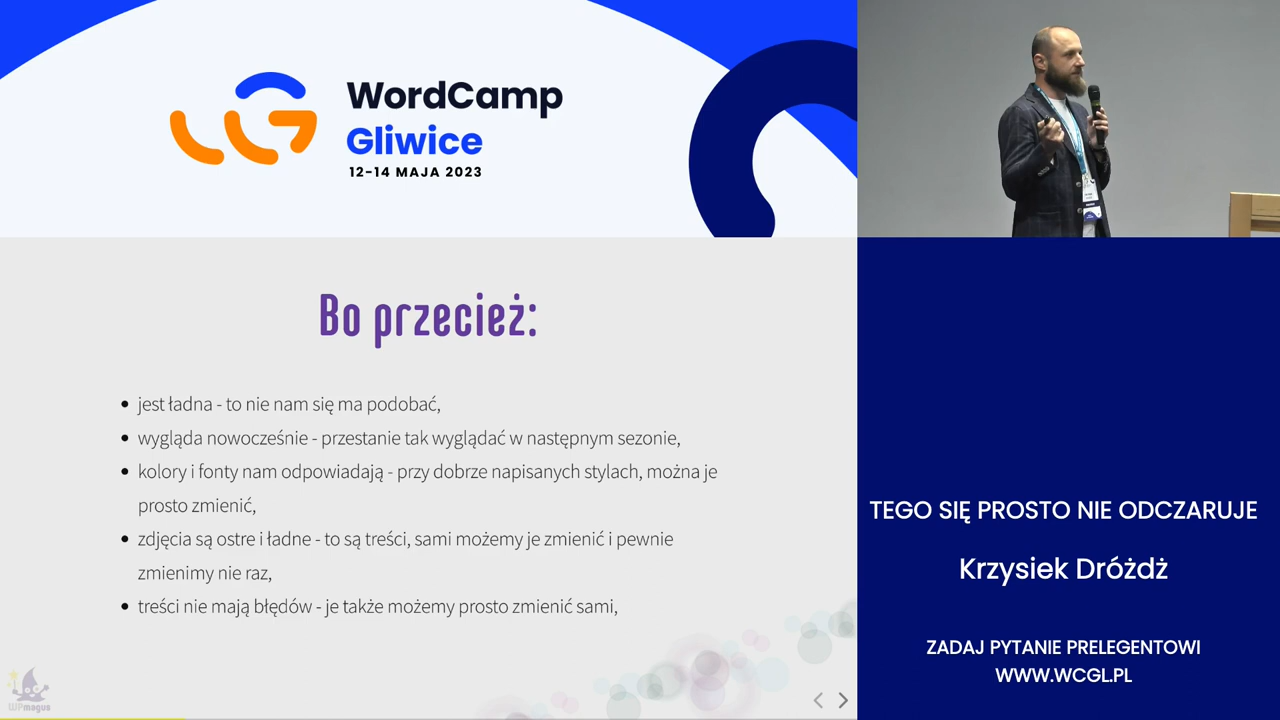 WordCamp
Gliwice
12-14 MAJA 2023
Bo przecież:
jest ładna - to nie nam się ma podobać,
wygląda nowocześnie - przestanie tak wyglądać w następnym sezonie,
kolory i fonty nam odpowiadają - przy dobrze napisanych stylach, można je
prosto zmienić,
zdjęcia są ostre i ładne - to są treści, sami możemy je zmienić i pewnie
zmienimy nie raz,
treści nie mają błędów - je także możemy prosto zmienić sami,
WPmagus
TEGO SIĘ PROSTO NIE ODCZARUJE
Krzysiek Dróżdż
ZADAJ PYTANIE PRELEGENTOWI
WWW.WCGL.PL